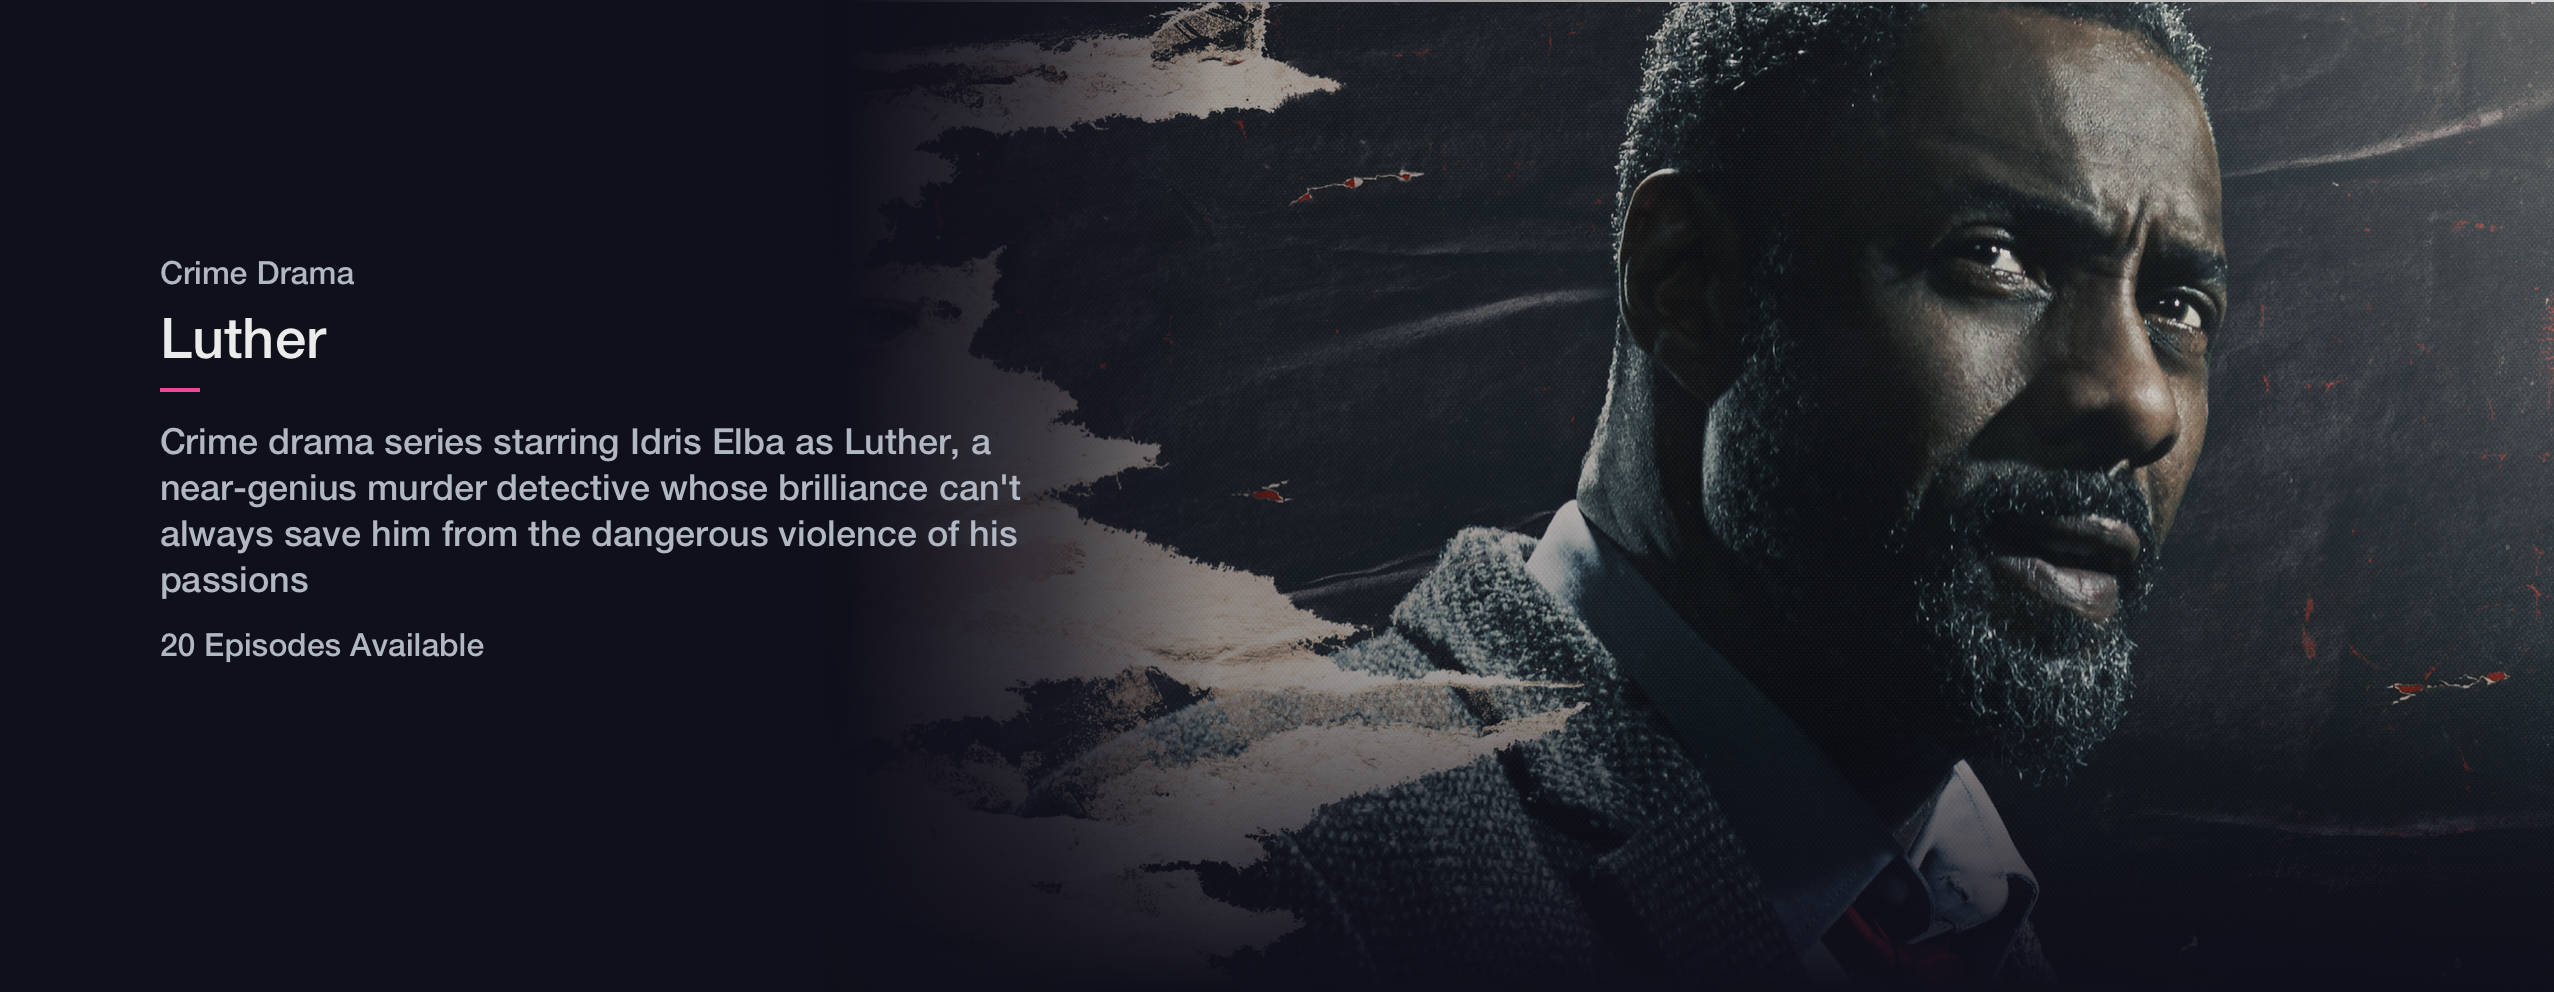 Crime Drama
Luther
Crime drama series starring Idris Elba as Luther, a
near-genius murder detective whose brilliance can't
always save him from the dangerous violence of his
passions
20 Episodes Available